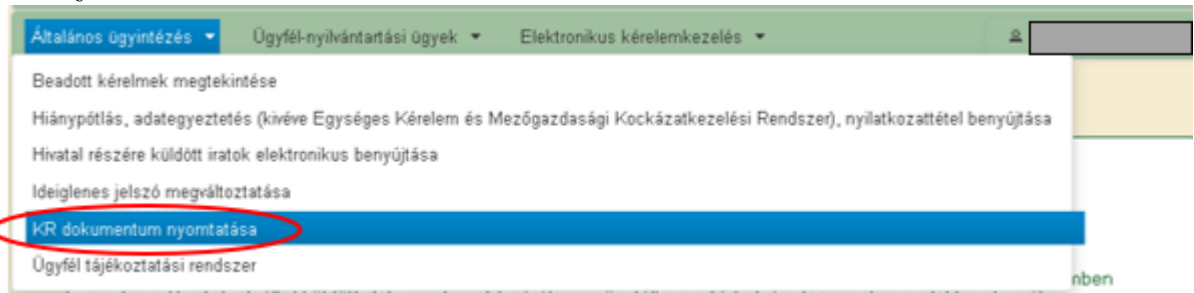 Általános ügyintézés Ügyfél-nyilvántartási ügyek Elektronikus kérelemkezelés
Beadott kérelmek megtekintése
Hiánypótlás, adategyeztetés (kivéve Egységes Kérelem és Mezőgazdasági Kockázatkezelési Rendszer), nyilatkozattétel benyújtása
Hivatal részére küldött iratok elektronikus benyújtása
Ideiglenes jelszó megváltoztatása
KR dokumentum nyomtatása
Ügyfél tájékoztatási rendszer